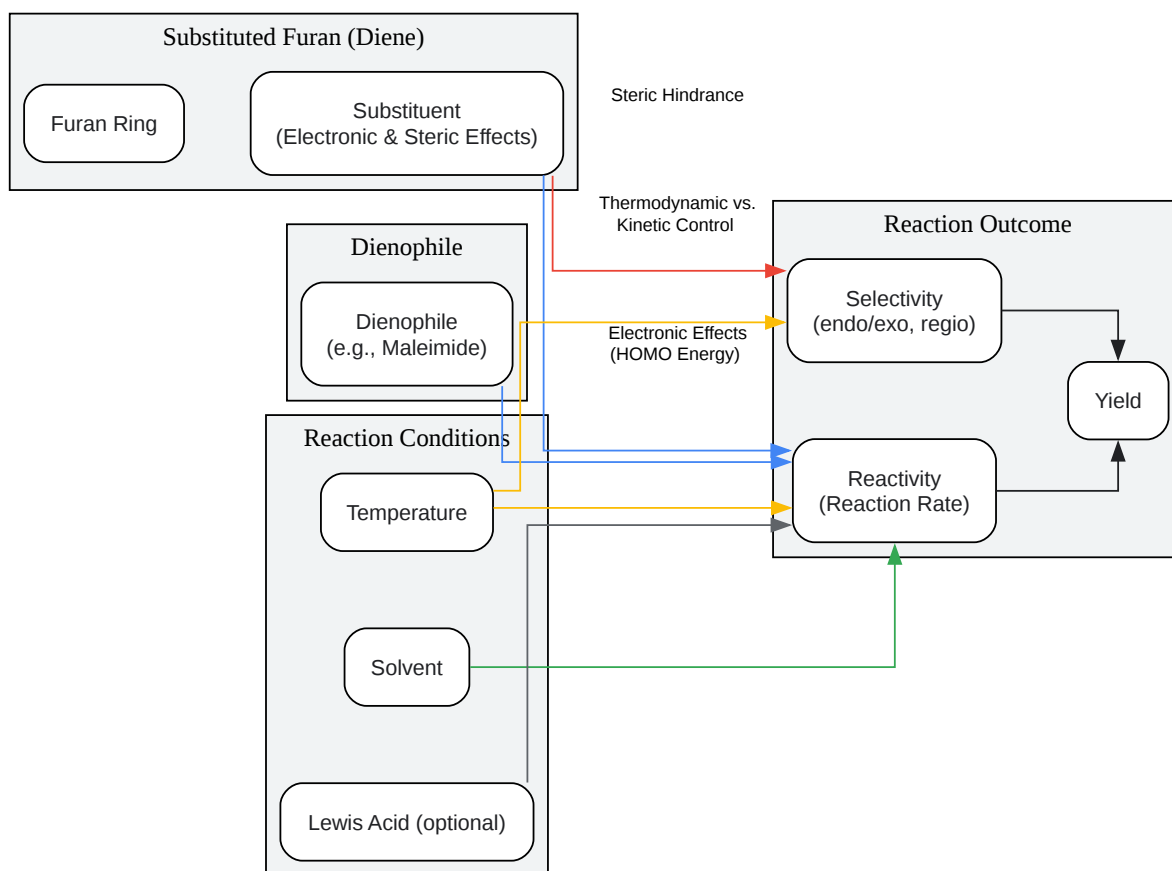 Substituted Furan (Diene)
Furan Ring
Substituent
(Electronic & Steric Effects)
Steric Hindrance
Thermodynamic vs.
Kinetic Control
Dienophile
Dienophile
(e.g., Maleimide)
Electronic Effects
(HOMO Energy)
Reaction Outcome
Selectivity
(endo/exo, regio)
Yield
Reactivity
(Reaction Rate)
Reaction Conditions
Temperature
Solvent
Lewis Acid (optional)